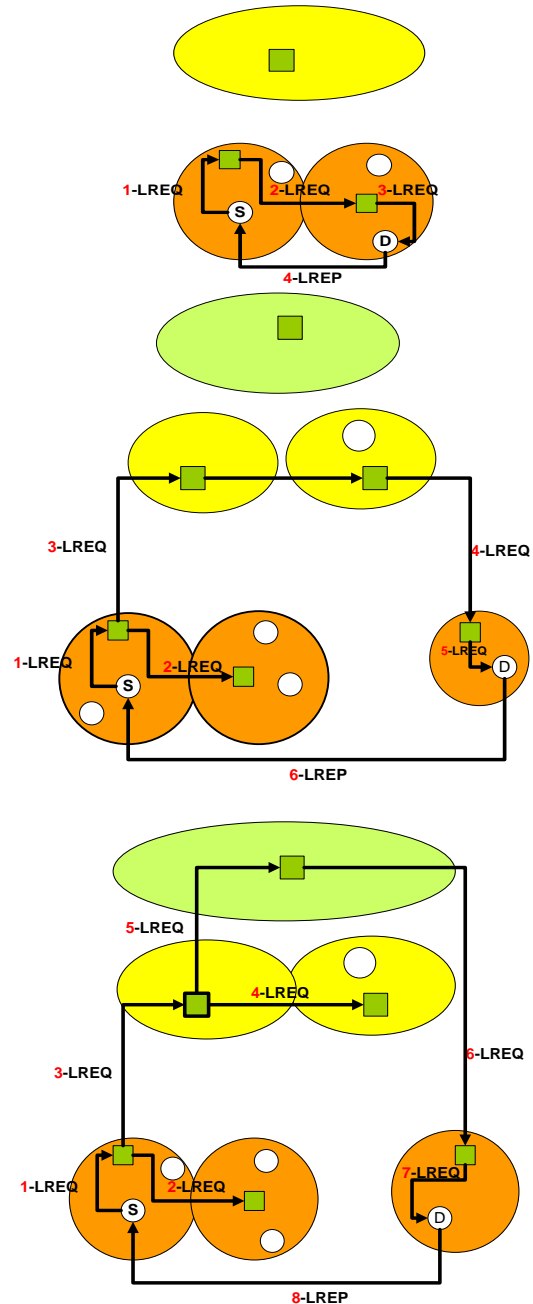 1-LREQ
2-LREQ
3-LREQ
S
D
4-LREP
3-LREQ
4-LREQ
1-LREQ
2-LREQ
5-LREQ
S
D
6-LREP
5-LREQ
4-LREQ
6-LREQ
3-LREQ
1-LREQ
2-LREQ
7-LREQ
S
D
8-LREP